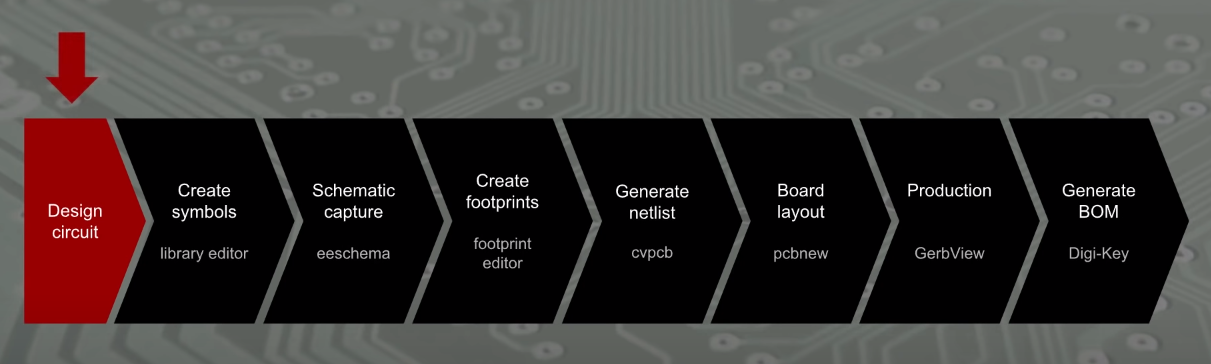 Design
circuit
Create
symbols
library editor
Schematic
capture
eeschema
Create
footprints
footprint
editor
Generate
netlist
cvpcb
Board
layout
pcbnew
Production
GerbView
Generate
BOM
Digi-Key